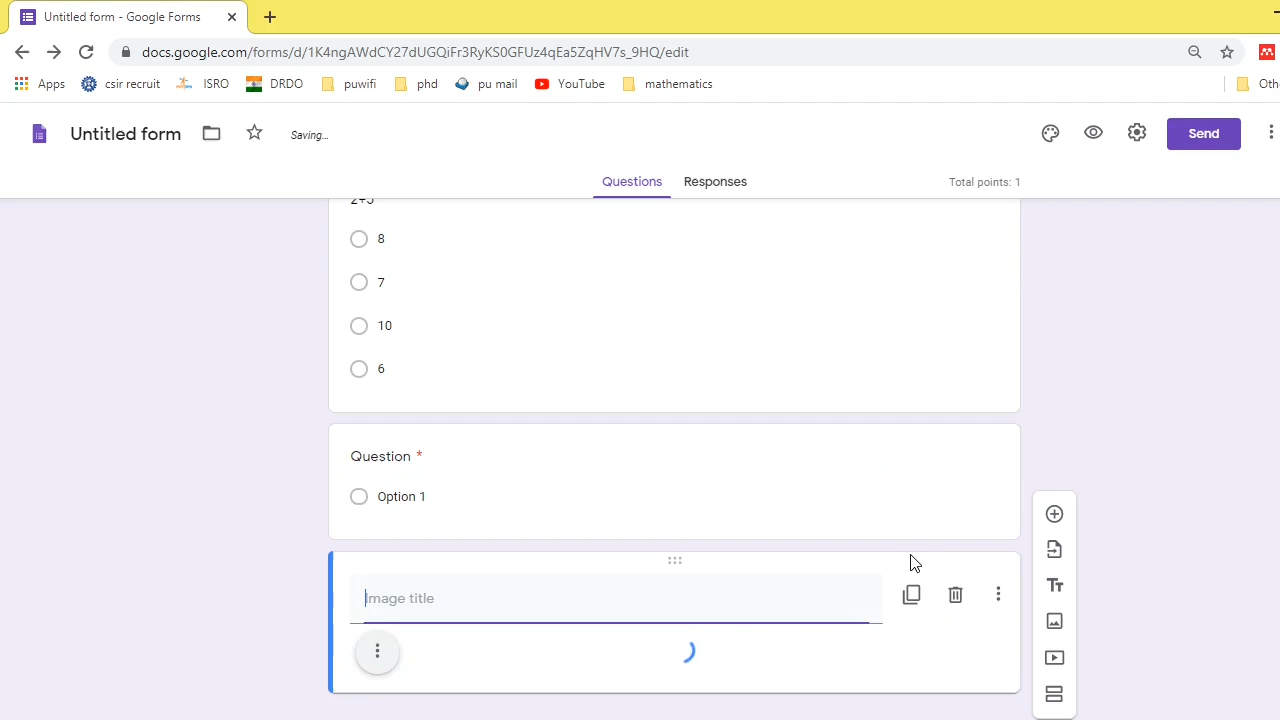 Untitled form - Google Forms
docs.google.com/forms/d/1K4ngAWdCY27dUGQiFr3RyKS0GFUz4qEa5ZqHV7s_9HQ/edit
Apps csir recruit ISRO DRDO puwifi phd pu mail YouTube mathematics Oth
Untitled form Saving... Send
Questions Responses Total points: 1
8
7
10
6
Question *
Option 1
Image title